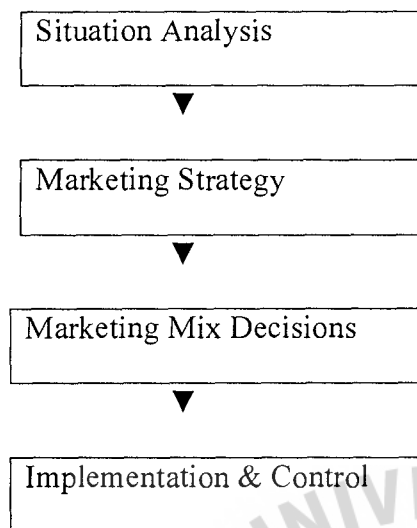 Situation Analysis
Marketing Strategy
Marketing Mix Decisions
Implementation & Control